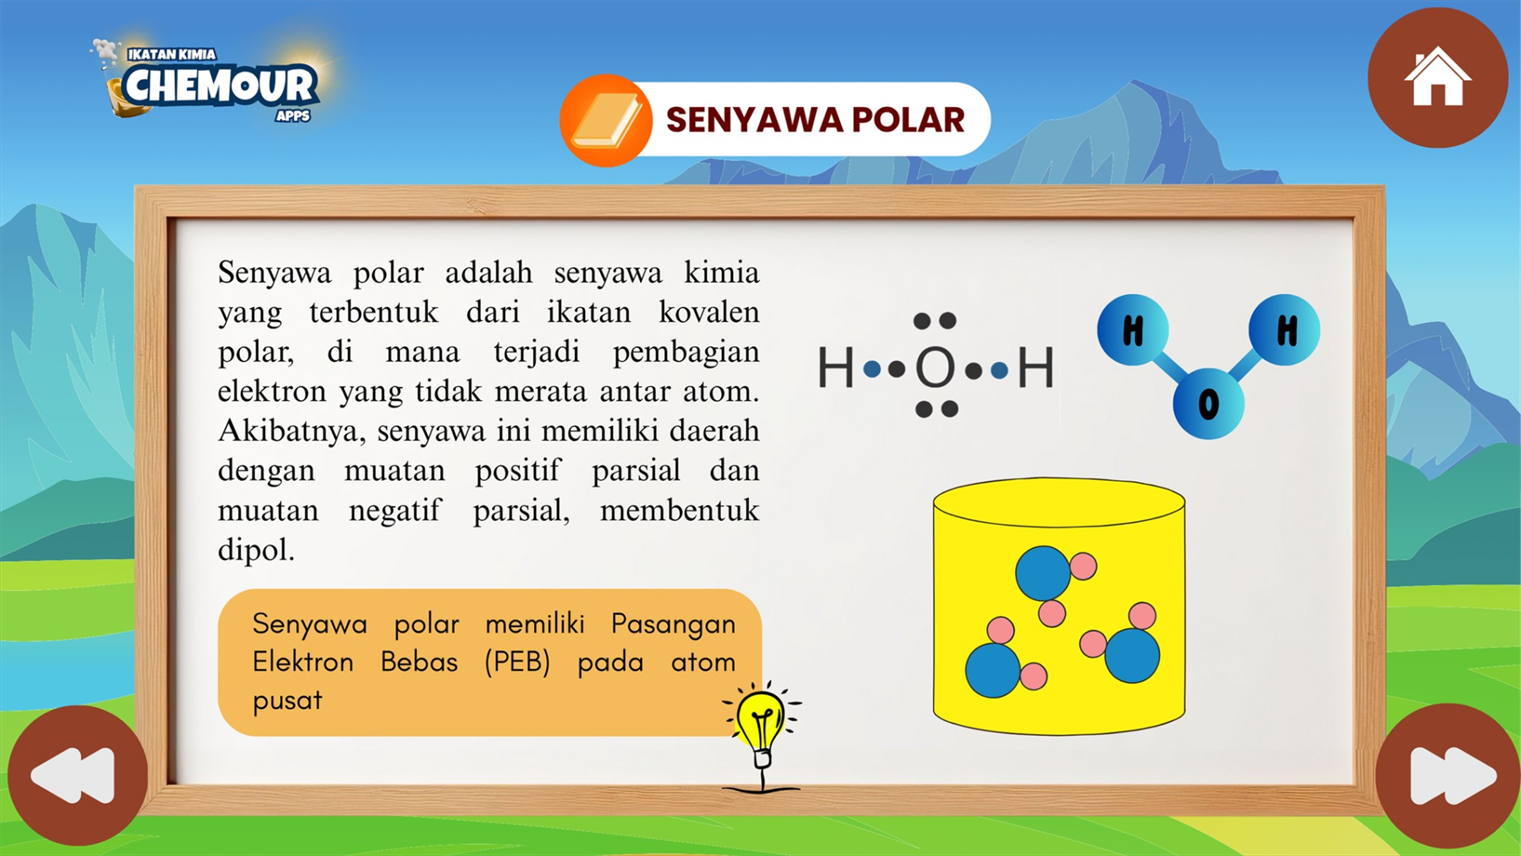 IKATAN KIMIA
CHEMOUR
APPS
SENYAWA POLAR
Senyawa polar adalah senyawa kimia
yang terbentuk dari ikatan kovalen
polar, di mana terjadi pembagian
elektron yang tidak merata antar atom.
Akibatnya, senyawa ini memiliki daerah
dengan muatan positif parsial dan
muatan negatif parsial, membentuk
dipol.
Senyawa polar memiliki Pasangan
Elektron Bebas (PEB) pada atom
pusat
H O H
H H
O